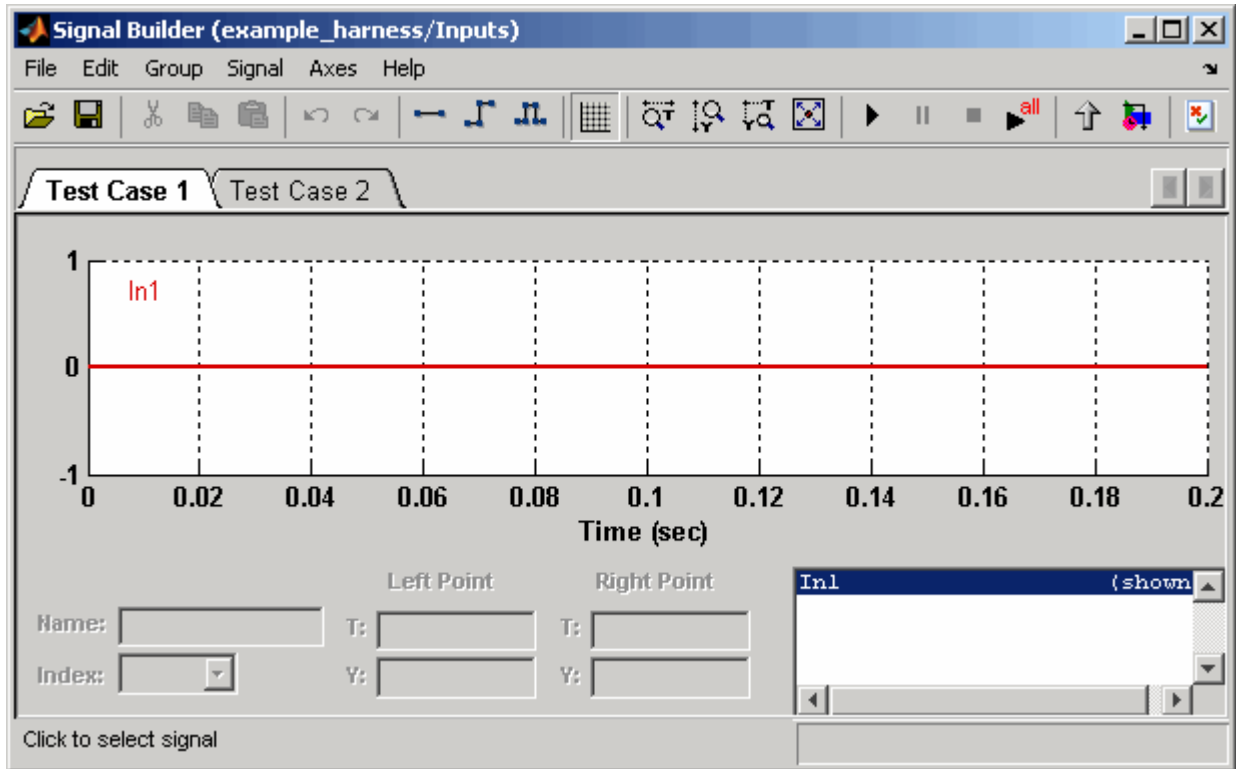 Signal Builder (example_harness/Inputs)
File Edit Group Signal Axes Help
all
Test Case 1 Test Case 2
1
In1
0
-1
0 0.02 0.04 0.06 0.08 0.1 0.12 0.14 0.16 0.18 0.2
Time (sec)
Left Point Right Point
In1 (shown
Name: T: T:
Index: Y: Y:
Click to select signal